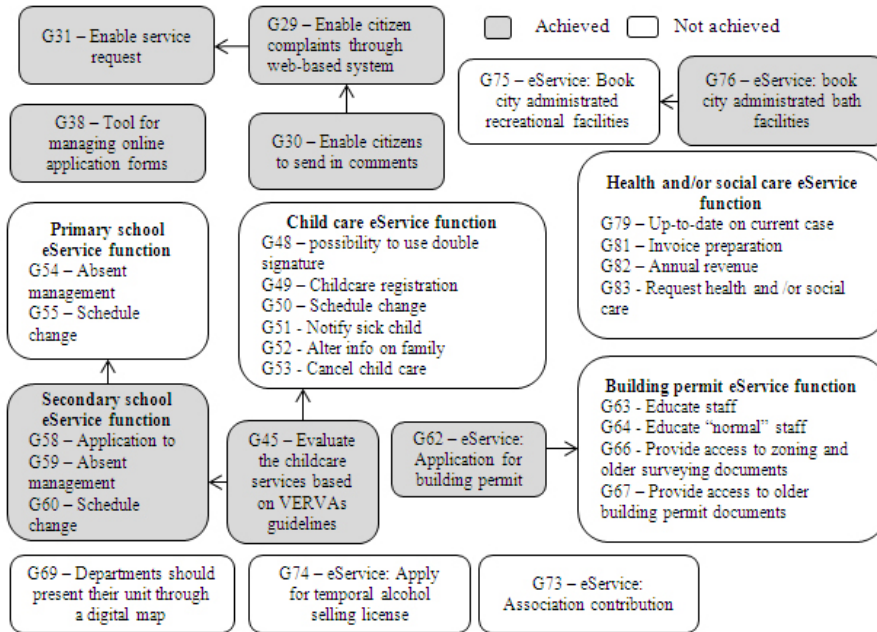 G31 – Enable service
request
G29 – Enable citizen
complaints through
web-based system
Achieved
Not achieved
G75 – eService: Book
city administrated
recreational facilities
G76 – eService: book
city administrated bath
facilities
G38 – Tool for
managing online
application forms
G30 – Enable citizens
to send in comments
Health and/or social care eService
function
G79 – Up-to-date on current case
G81 – Invoice preparation
G82 – Annual revenue
G83 - Request health and /or social
care
Primary school
eService function
G54 – Absent
management
G55 – Schedule
change
Child care eService function
G48 – possibility to use double
signature
G49 – Childcare registration
G50 – Schedule change
G51 - Notify sick child
G52 – Alter info on family
G53 - Cancel child care
Secondary school
eService function
G58 – Application to
G59 – Absent
management
G60 – Schedule
change
G45 – Evaluate
the childcare
services based
on VERVAs
guidelines
G62 – eService:
Application for
building permit
Building permit eService function
G63 - Educate staff
G64 - Educate “normal” staff
G66 - Provide access to zoning and
older surveying documents
G67 – Provide access to older
building permit documents
G69 – Departments should
present their unit through
a digital map
G74 – eService: Apply
for temporal alcohol
selling license
G73 – eService:
Association contribution